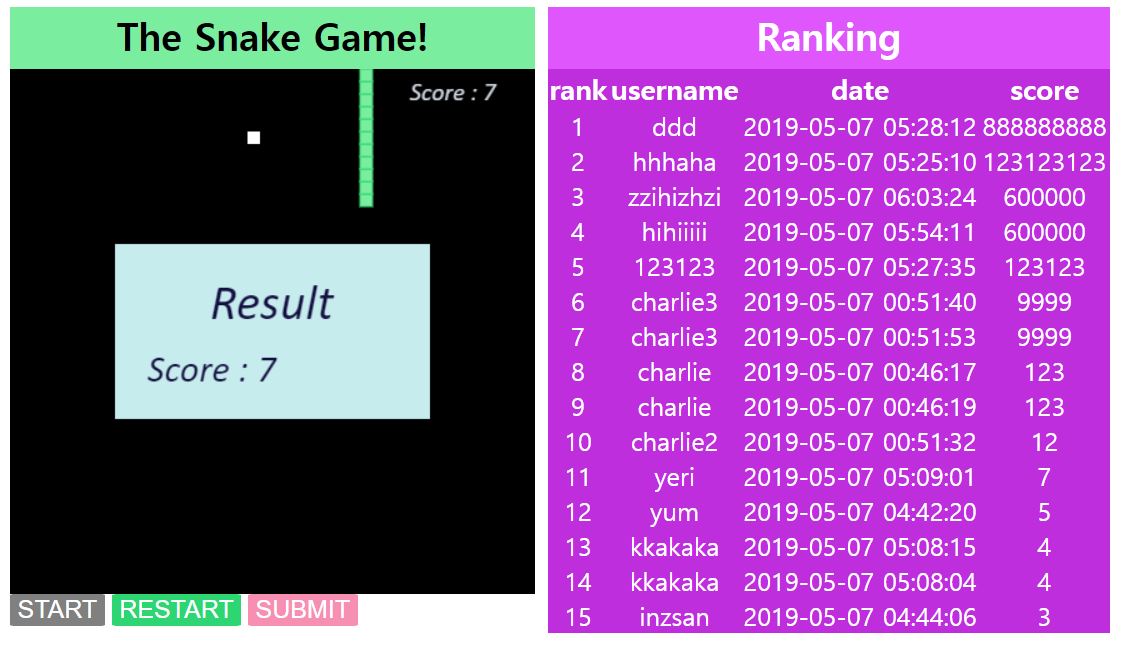 The Snake Game!
Score : 7
Result
Score : 7
START RESTART SUBMIT
Ranking
rank username date score
1 ddd 2019-05-07 05:28:12 888888888
2 hhhaha 2019-05-07 05:25:10 123123123
3 zzihizhzi 2019-05-07 06:03:24 600000
4 hihiiiii 2019-05-07 05:54:11 600000
5 123123 2019-05-07 05:27:35 123123
6 charlie3 2019-05-07 00:51:40 9999
7 charlie3 2019-05-07 00:51:53 9999
8 charlie 2019-05-07 00:46:17 123
9 charlie 2019-05-07 00:46:19 123
10 charlie2 2019-05-07 00:51:32 12
11 yeri 2019-05-07 05:09:01 7
12 yum 2019-05-07 04:42:20 5
13 kkakaka 2019-05-07 05:08:15 4
14 kkakaka 2019-05-07 05:08:04 4
15 inzsan 2019-05-07 04:44:06 3